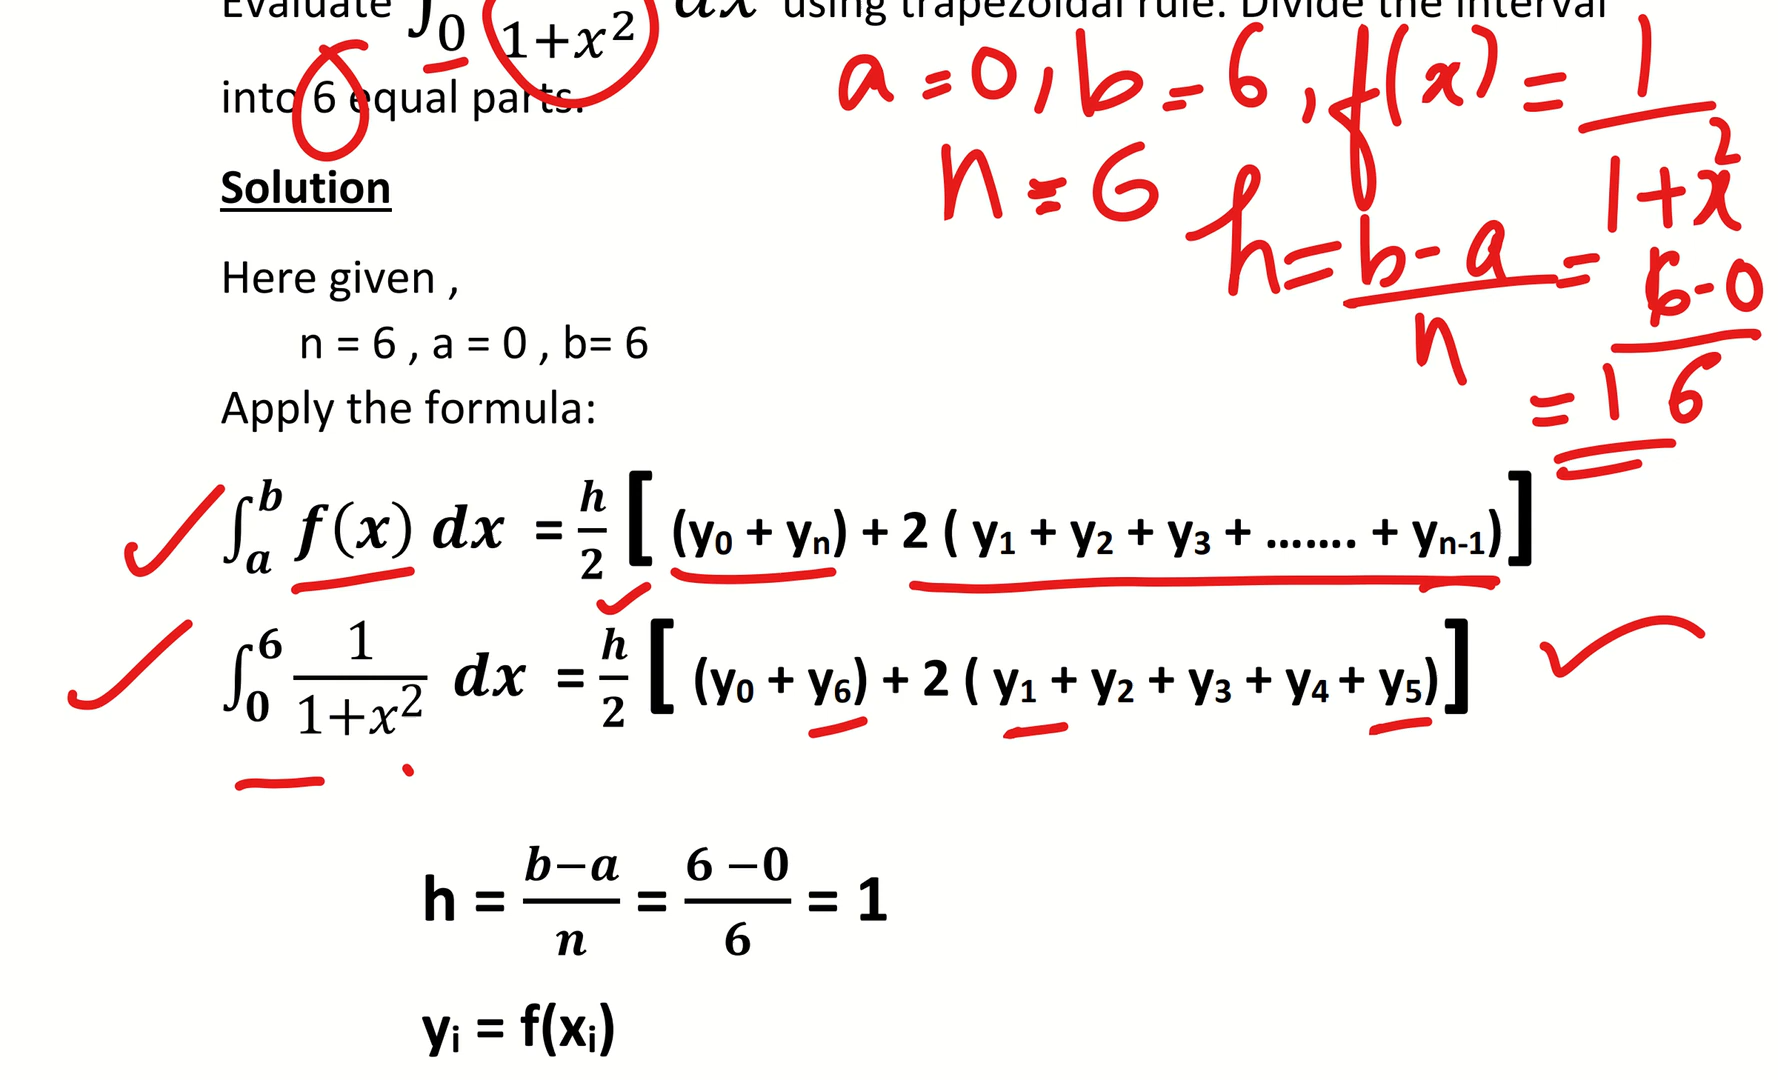 Evaluate ∫0 1+x² dx using trapezoidal rule. Divide the interval
into 6 equal parts.
a = 0, b = 6, f(x) = 1/1+x²
n = 6
Solution
h = b-a/n = 6-0/6
= 1
Here given ,
n = 6 , a = 0 , b= 6
Apply the formula:
∫ₐᵇ f(x) dx = h/2 [ (y₀ + yₙ) + 2 ( y₁ + y₂ + y₃ + ....... + yₙ₋₁)]
∫₀⁶ 1/1+x² dx = h/2 [ (y₀ + y₆) + 2 ( y₁ + y₂ + y₃ + y₄ + y₅)]
h = b−a/n = 6 −0/6 = 1
yᵢ = f(xᵢ)